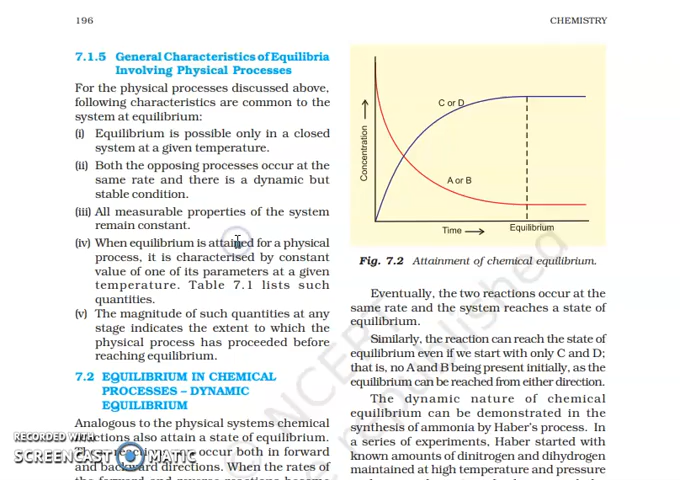 196
CHEMISTRY
7.1.5 General Characteristics of Equilibria
Involving Physical Processes
For the physical processes discussed above,
following characteristics are common to the
system at equilibrium:
(i) Equilibrium is possible only in a closed
system at a given temperature.
(ii) Both the opposing processes occur at the
same rate and there is a dynamic but
stable condition.
(iii) All measurable properties of the system
remain constant.
(iv) When equilibrium is attained for a physical
process, it is characterised by constant
value of one of its parameters at a given
temperature. Table 7.1 lists such
quantities.
(v) The magnitude of such quantities at any
stage indicates the extent to which the
physical process has proceeded before
reaching equilibrium.
7.2 EQUILIBRIUM IN CHEMICAL
PROCESSES – DYNAMIC
EQUILIBRIUM
Analogous to the physical systems chemical
reactions also attain a state of equilibrium.
occur both in forward
and backward directions. When the rates of
the forward and reverse reactions become
Concentration
C or D
A or B
Time
Equilibrium
Fig. 7.2 Attainment of chemical equilibrium.
Eventually, the two reactions occur at the
same rate and the system reaches a state of
equilibrium.
Similarly, the reaction can reach the state of
equilibrium even if we start with only C and D;
that is, no A and B being present initially, as the
equilibrium can be reached from either direction.
The dynamic nature of chemical
equilibrium can be demonstrated in the
synthesis of ammonia by Haber's process. In
a series of experiments, Haber started with
known amounts of dinitrogen and dihydrogen
maintained at high temperature and pressure
© NCERT
be republished
RECORDED WITH
SCREENCAST MATIC